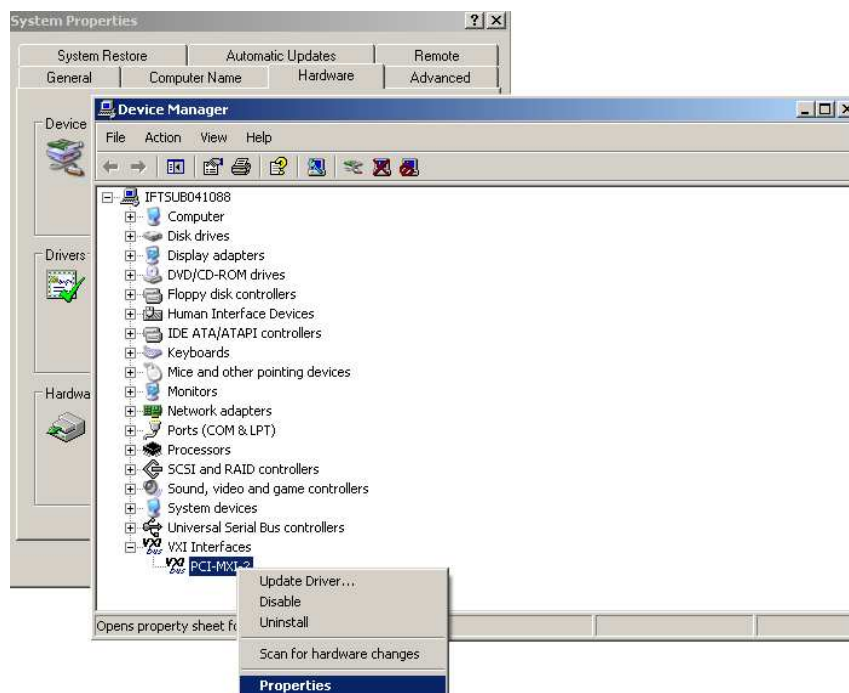 System Properties
System Restore Automatic Updates Remote
General Computer Name Hardware Advanced
Device
Drivers
Hardwa
Device Manager
File Action View Help
IFTSUB041088
Computer
Disk drives
Display adapters
DVD/CD-ROM drives
Floppy disk controllers
Human Interface Devices
IDE ATA/ATAPI controllers
Keyboards
Mice and other pointing devices
Monitors
Network adapters
Ports (COM & LPT)
Processors
SCSI and RAID controllers
Sound, video and game controllers
System devices
Universal Serial Bus controllers
VXI Interfaces
PCI-MXI-2
Update Driver...
Disable
Uninstall
Scan for hardware changes
Properties
Opens property sheet fo